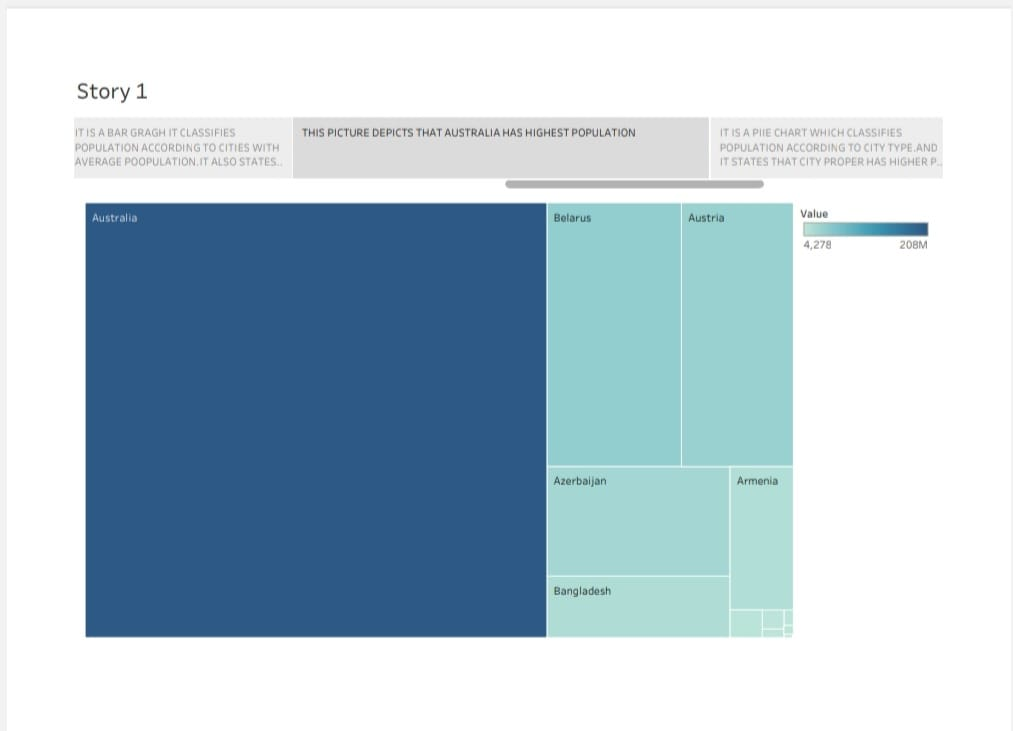 Story 1
IT IS A BAR GRAGH IT CLASSIFIES
POPULATION ACCORDING TO CITIES WITH
AVERAGE POOPULATION.IT ALSO STATES..
THIS PICTURE DEPICTS THAT AUSTRALIA HAS HIGHEST POPULATION
IT IS A PIIE CHART WHICH CLASSIFIES
POPULATION ACCORDING TO CITY TYPE.AND
IT STATES THAT CITY PROPER HAS HIGHER P..
Australia
Belarus
Austria
Value
4,278
208M
Azerbaijan
Armenia
Bangladesh